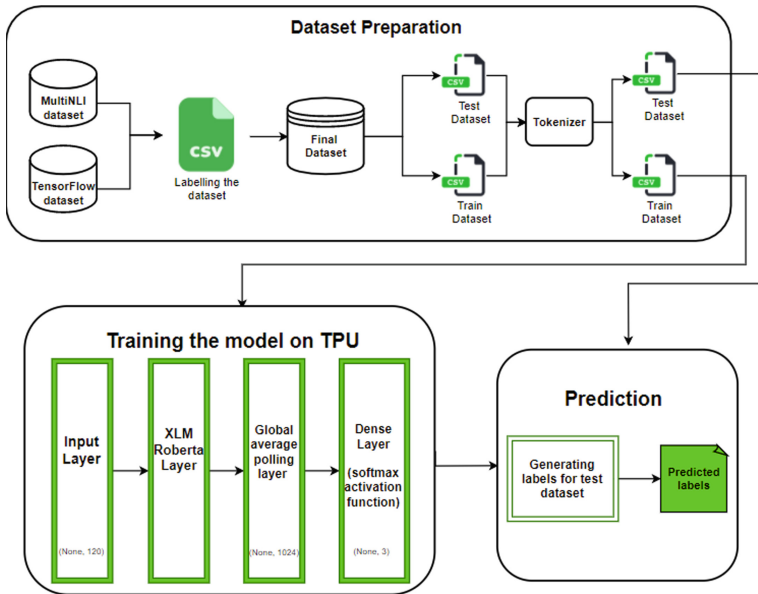 Dataset Preparation
MultiNLI
dataset
TensorFlow
dataset
CSV
Labelling the
dataset
Final
Dataset
CSV
Test
Dataset
CSV
Train
Dataset
Tokenizer
CSV
Test
Dataset
CSV
Train
Dataset
Training the model on TPU
Input
Layer
(None, 120)
XLM
Roberta
Layer
Global
average
polling
layer
(None, 1024)
Dense
Layer
(softmax
activation
function)
(None, 3)
Prediction
Generating
labels for test
dataset
Predicted
labels